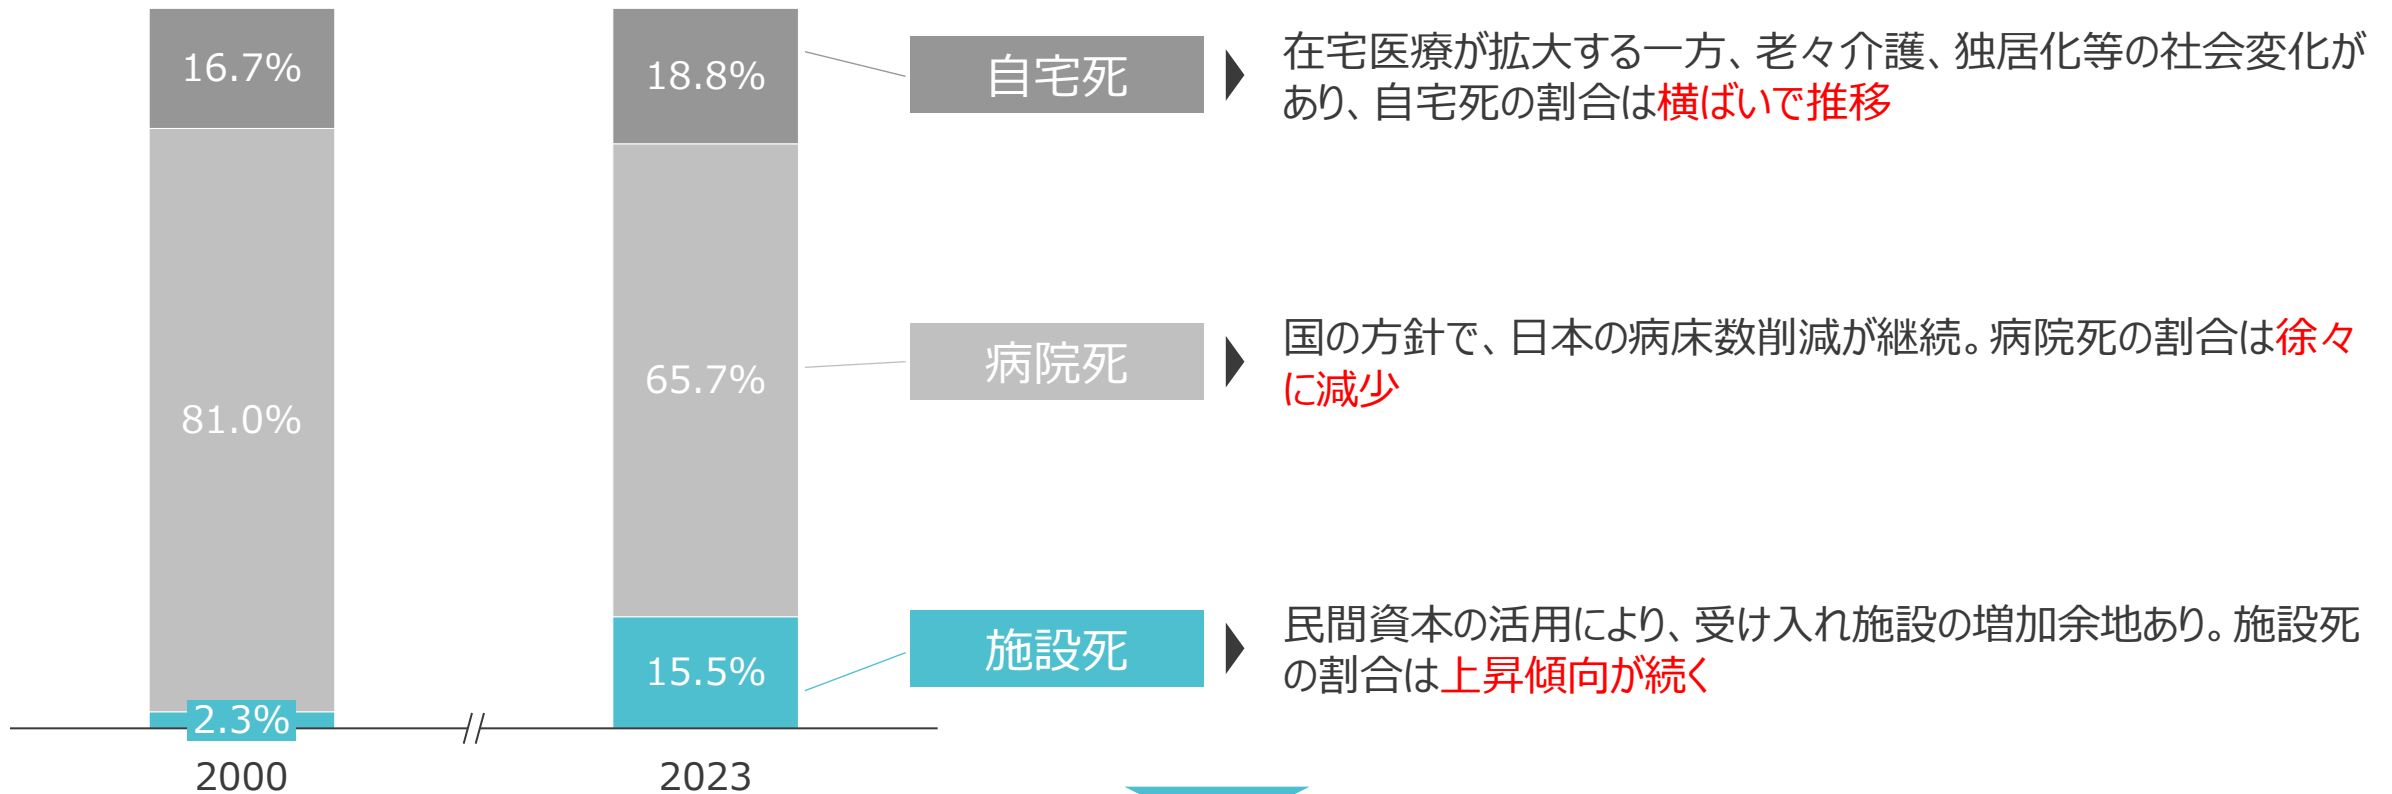 16.7%
81.0%
2.3%
2000
18.8%
65.7%
15.5%
2023
自宅死
在宅医療が拡大する一方、老々介護、独居化等の社会変化が
あり、自宅死の割合は横ばいで推移
病院死
国の方針で、日本の病床数削減が継続。病院死の割合は徐々
に減少
施設死
民間資本の活用により、受け入れ施設の増加余地あり。施設死
の割合は上昇傾向が続く